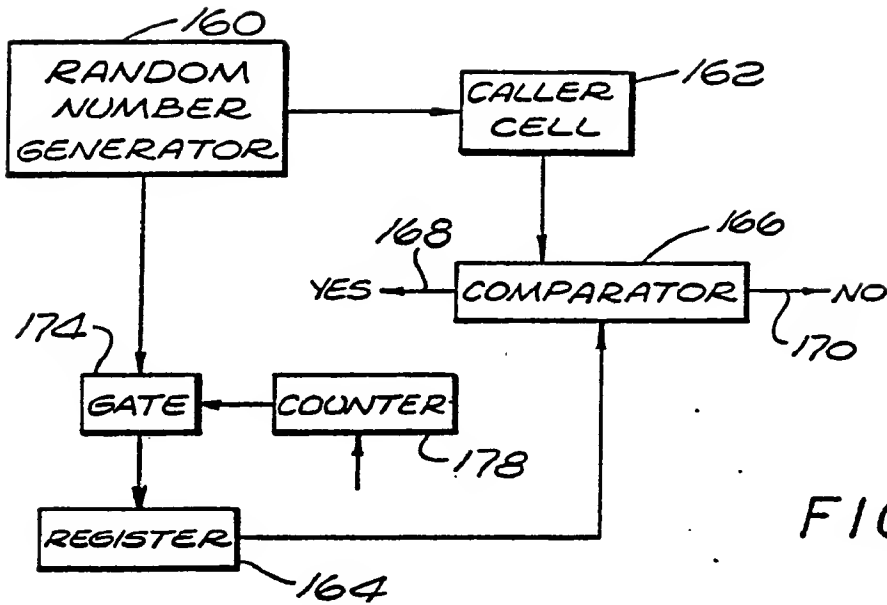 160
RANDOM
NUMBER
GENERATOR
162
CALLER
CELL
168
166
YES
COMPARATOR
NO
170
174
GATE
COUNTER
178
REGISTER
164
FIG